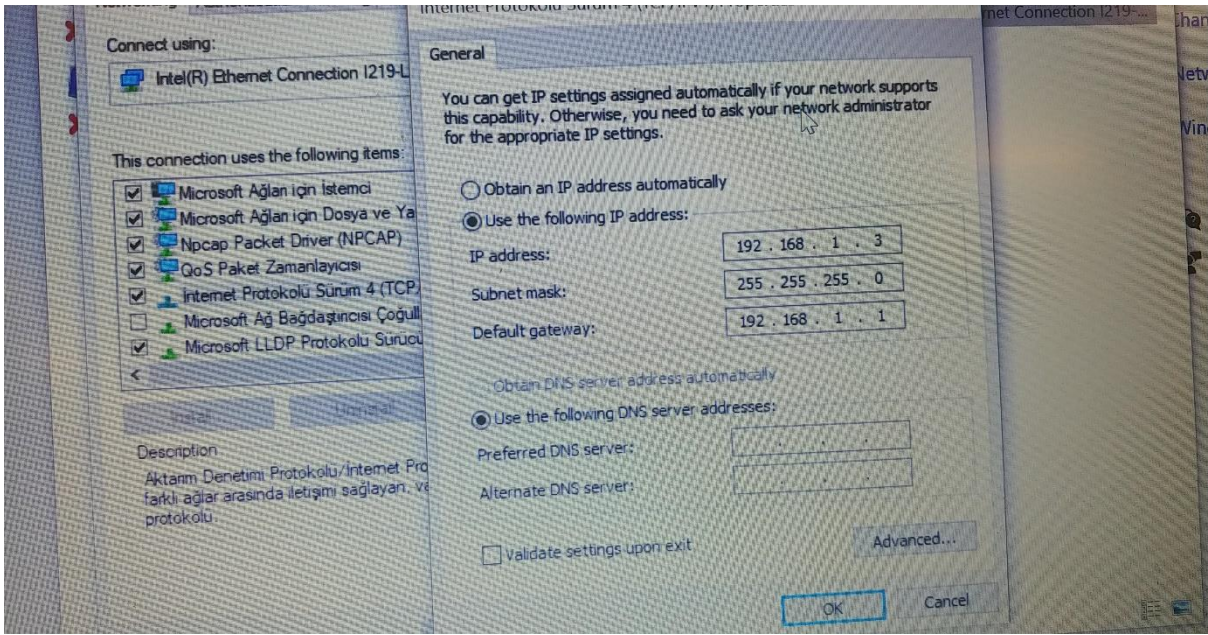 Connect using:
Intel(R) Ethernet Connection I219-L
This connection uses the following items:
Microsoft Ağları için İstemci
Microsoft Ağları için Dosya ve Ya
Npcap Packet Driver (NPCAP)
QoS Paket Zamanlayıcısı
İnternet Protokolü Sürüm 4 (TCP/
Microsoft Ağ Bağdaştırıcısı Çoğull
Microsoft LLDP Protokolü Sürücü
Install
Uninstall
Description
Aktarım Denetimi Protokolü/İnternet Pro
farklı ağlar arasında iletişimi sağlayan, va
protokolü.
General
You can get IP settings assigned automatically if your network supports
this capability. Otherwise, you need to ask your network administrator
for the appropriate IP settings.
Obtain an IP address automatically
Use the following IP address:
IP address:
192 . 168 . 1 . 3
Subnet mask:
255 . 255 . 255 . 0
Default gateway:
192 . 168 . 1 . 1
Obtain DNS server address automatically
Use the following DNS server addresses:
Preferred DNS server:
Alternate DNS server:
Validate settings upon exit
Advanced...
OK
Cancel
rnet Connection I219-...
Chan
Netw
Win